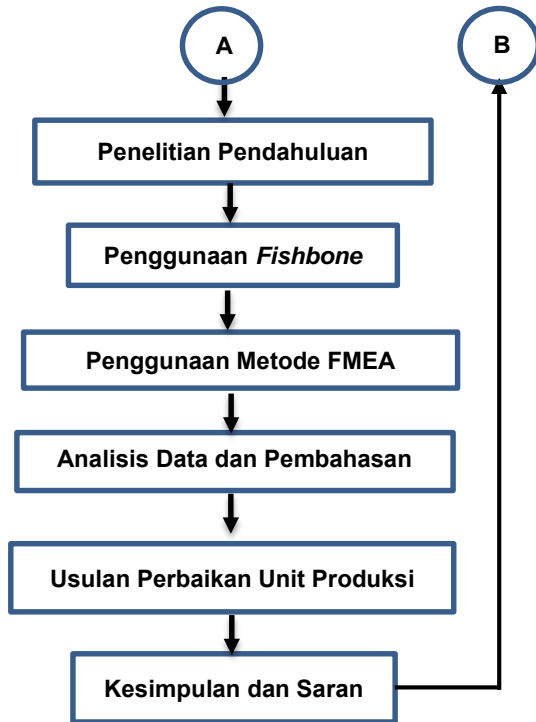 A
B
Penelitian Pendahuluan
Penggunaan Fishbone
Penggunaan Metode FMEA
Analisis Data dan Pembahasan
Usulan Perbaikan Unit Produksi
Kesimpulan dan Saran